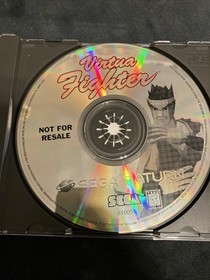 Virtua
Fighter
NOT FOR
RESALE
SEGA SATURN
SEGA